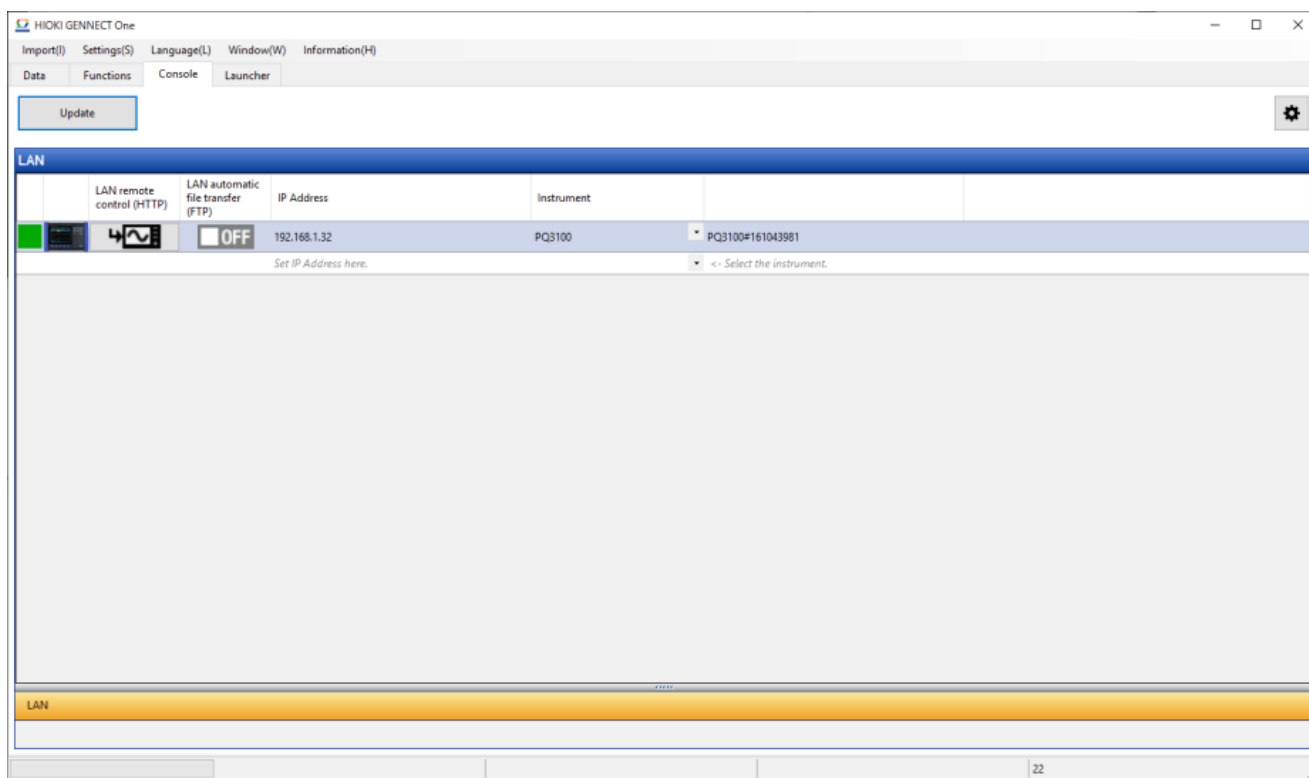 HIOKI GENNECT One
Import(I) Settings(S) Language(L) Window(W) Information(H)
Data Functions Console Launcher
Update
LAN
LAN remote control (HTTP)
LAN automatic file transfer (FTP)
IP Address
Instrument
OFF
192.168.1.32
PQ3100
PQ3100#161043981
Set IP Address here.
<- Select the instrument.
LAN
22